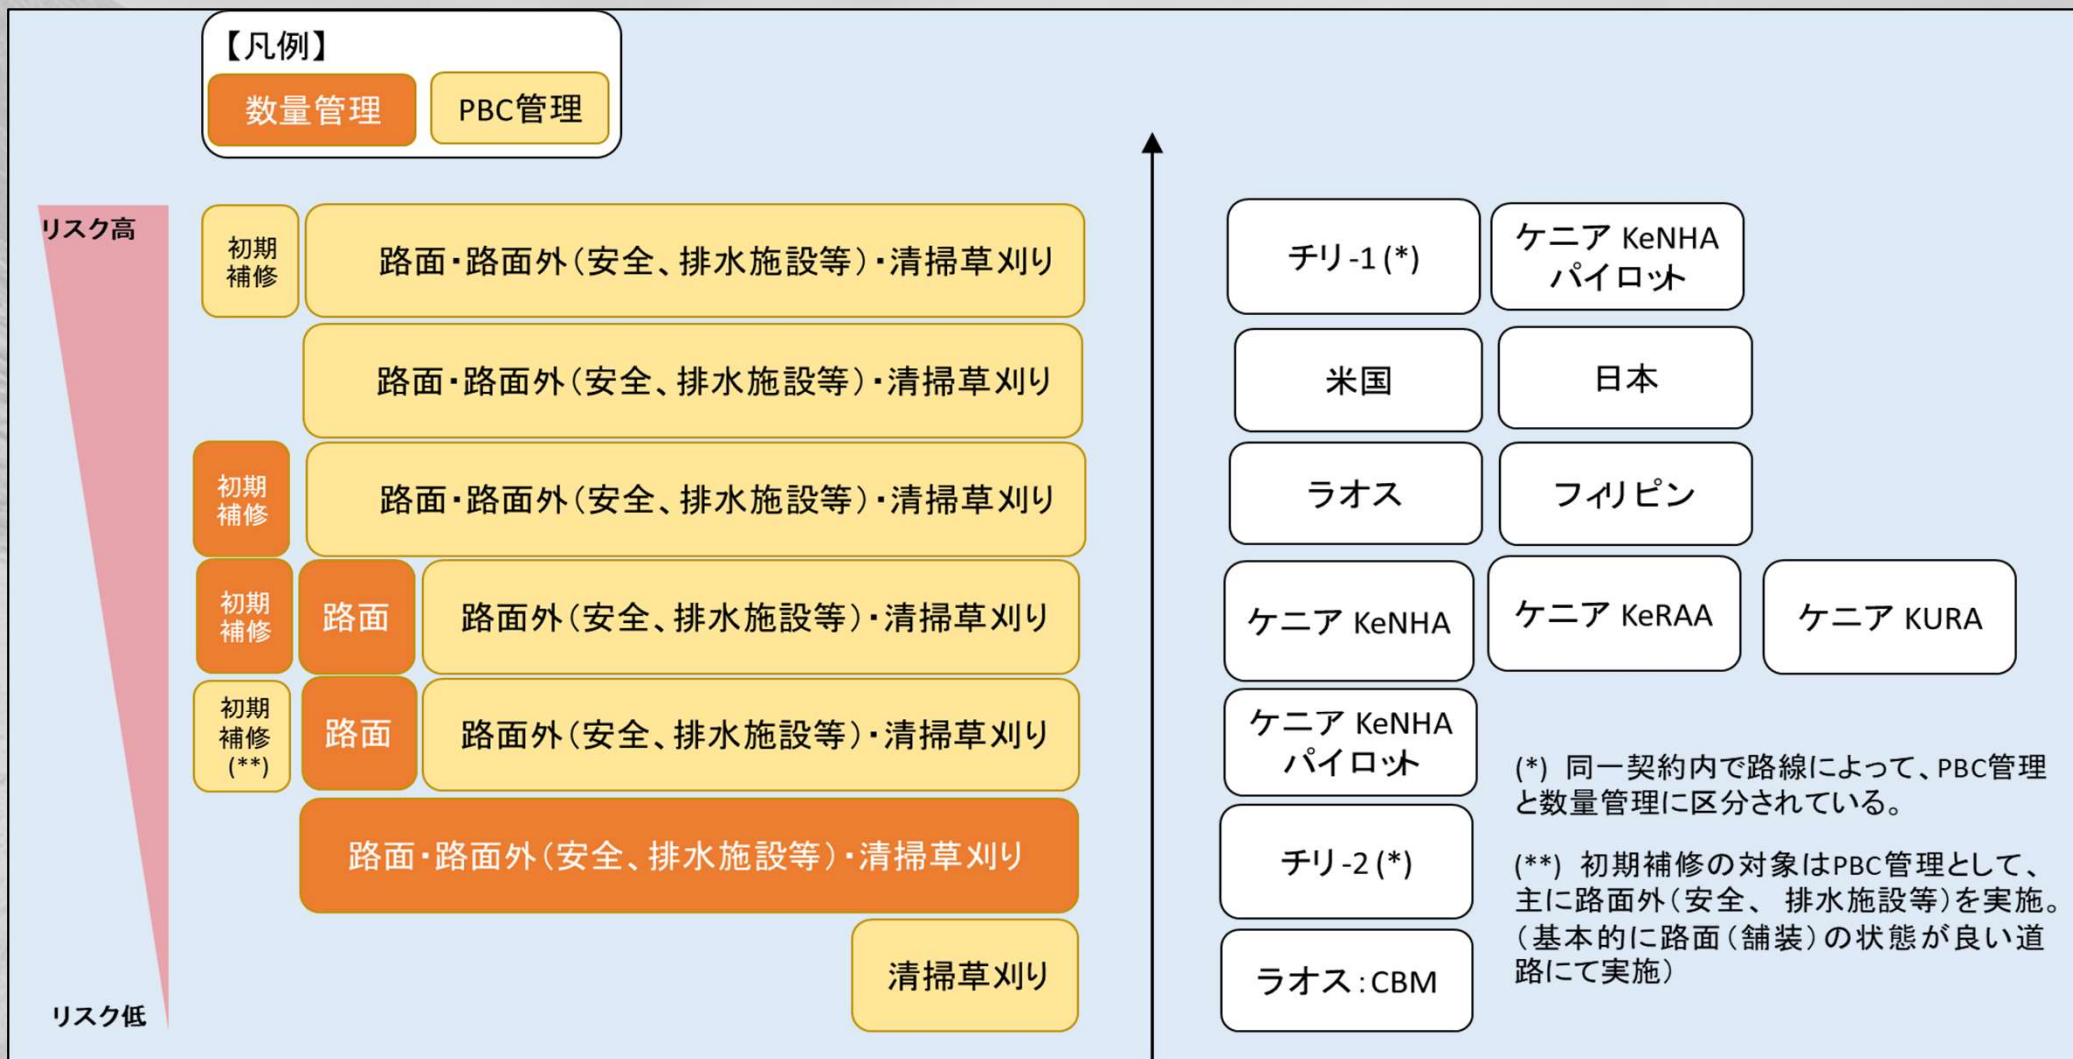 【凡例】
数量管理
PBC管理
リスク高
初期
補修
路面・路面外（安全、排水施設等）・清掃草刈り
チリ-1 (*)
ケニア KeNHA
パイロット
路面・路面外（安全、排水施設等）・清掃草刈り
米国
日本
初期
補修
路面・路面外（安全、排水施設等）・清掃草刈り
ラオス
フィリピン
初期
補修
路面
路面外（安全、排水施設等）・清掃草刈り
ケニア KeNHA
ケニア KeRAA
ケニア KURA
初期
補修
(**)
路面
路面外（安全、排水施設等）・清掃草刈り
ケニア KeNHA
パイロット
路面・路面外（安全、排水施設等）・清掃草刈り
チリ-2 (*)
清掃草刈り
ラオス：CBM
リスク低
(*) 同一契約内で路線によって、PBC管理
と数量管理に区分されている。
(**) 初期補修の対象はPBC管理として、
主に路面外（安全、 排水施設等）を実施。
（基本的に路面（舗装）の状態が良い道
路にて実施）